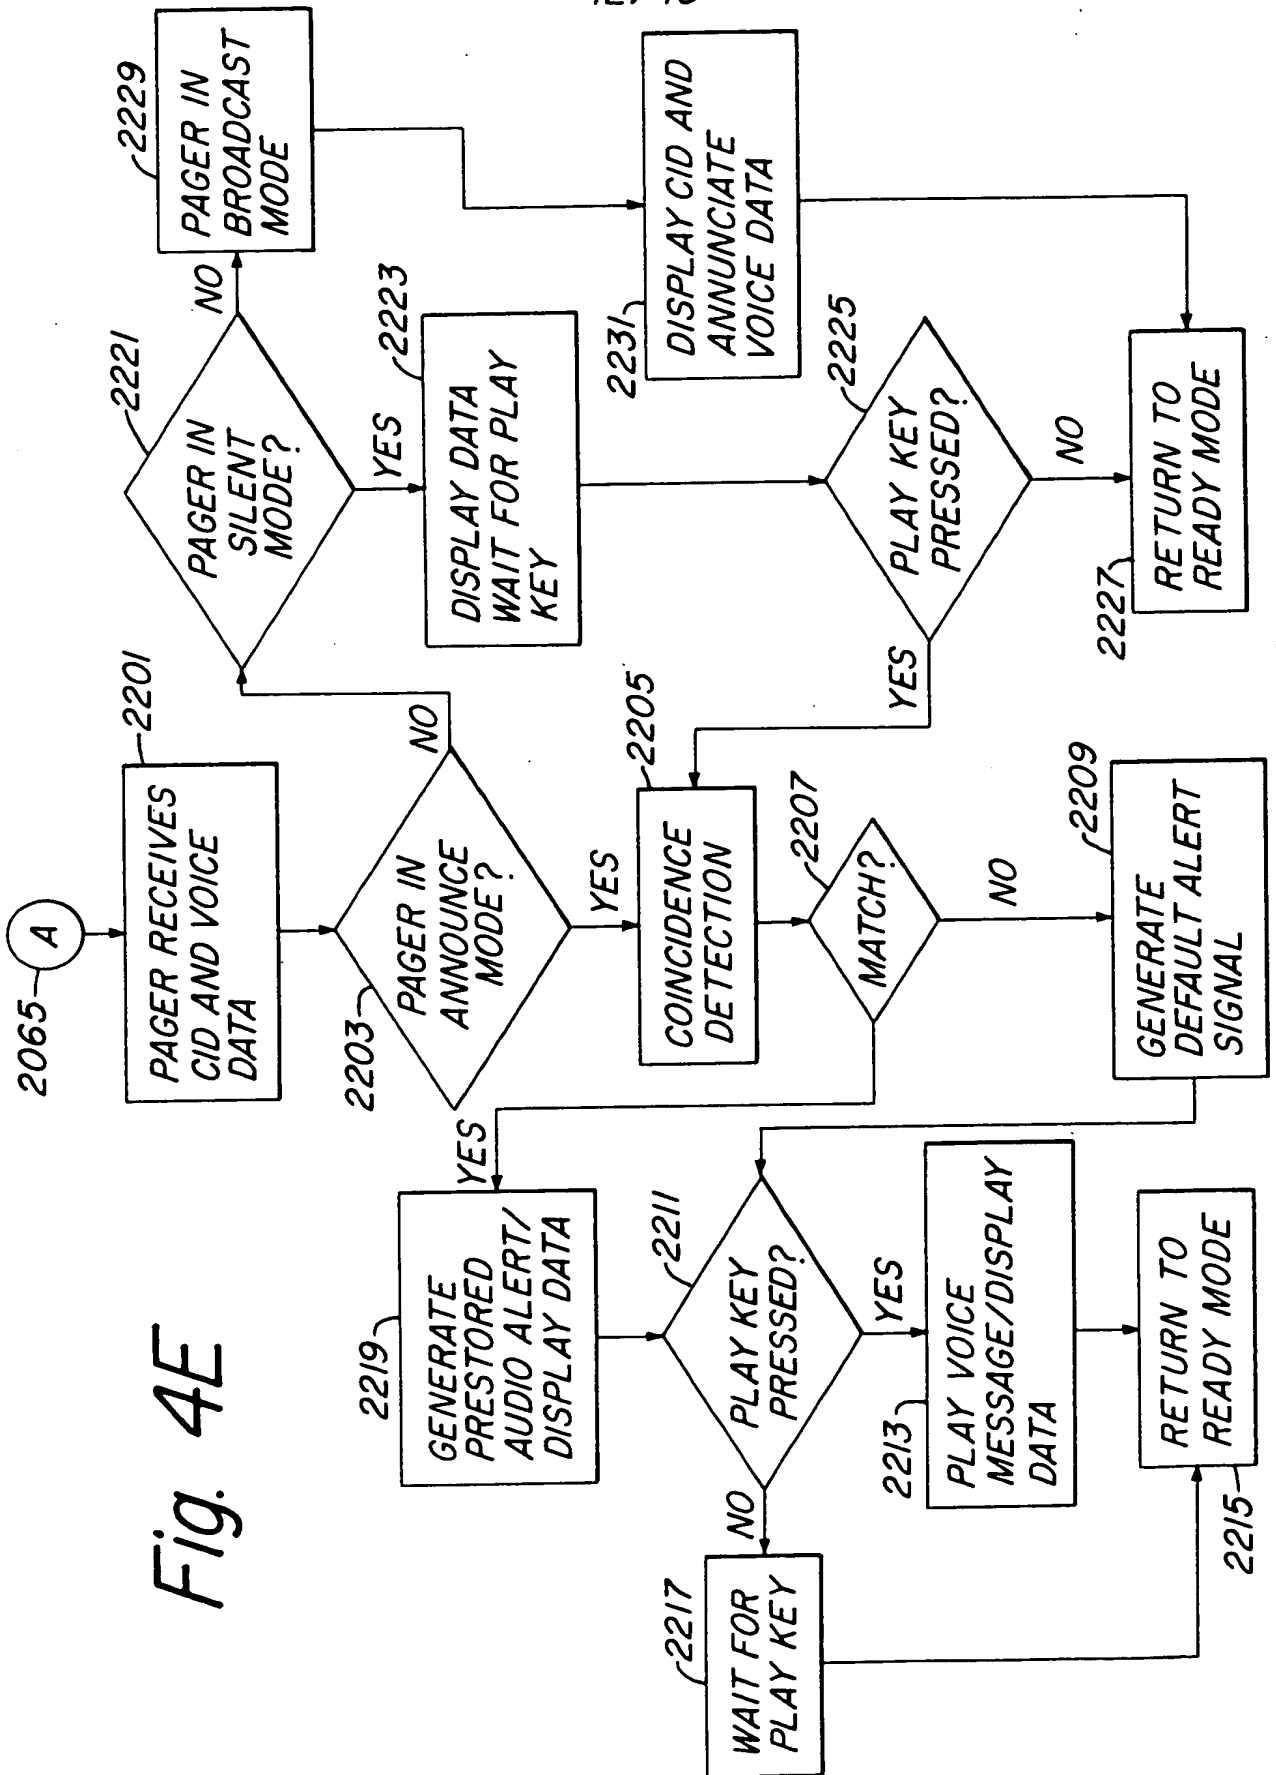 Fig. 4E
2065
A
2201
PAGER RECEIVES
CID AND VOICE
DATA
2203
PAGER IN
ANNOUNCE
MODE?
NO
YES
2221
PAGER IN
SILENT
MODE?
NO
YES
2229
PAGER IN
BROADCAST
MODE
2223
DISPLAY DATA
WAIT FOR PLAY
KEY
2231
DISPLAY CID AND
ANNUNCIATE
VOICE DATA
2205
COINCIDENCE
DETECTION
2225
PLAY KEY
PRESSED?
YES
NO
2207
MATCH?
YES
NO
2219
GENERATE
PRESTORED
AUDIO ALERT/
DISPLAY DATA
2209
GENERATE
DEFAULT ALERT
SIGNAL
2227
RETURN TO
READY MODE
2211
PLAY KEY
PRESSED?
NO
YES
2217
WAIT FOR
PLAY KEY
2213
PLAY VOICE
MESSAGE/DISPLAY
DATA
2215
RETURN TO
READY MODE